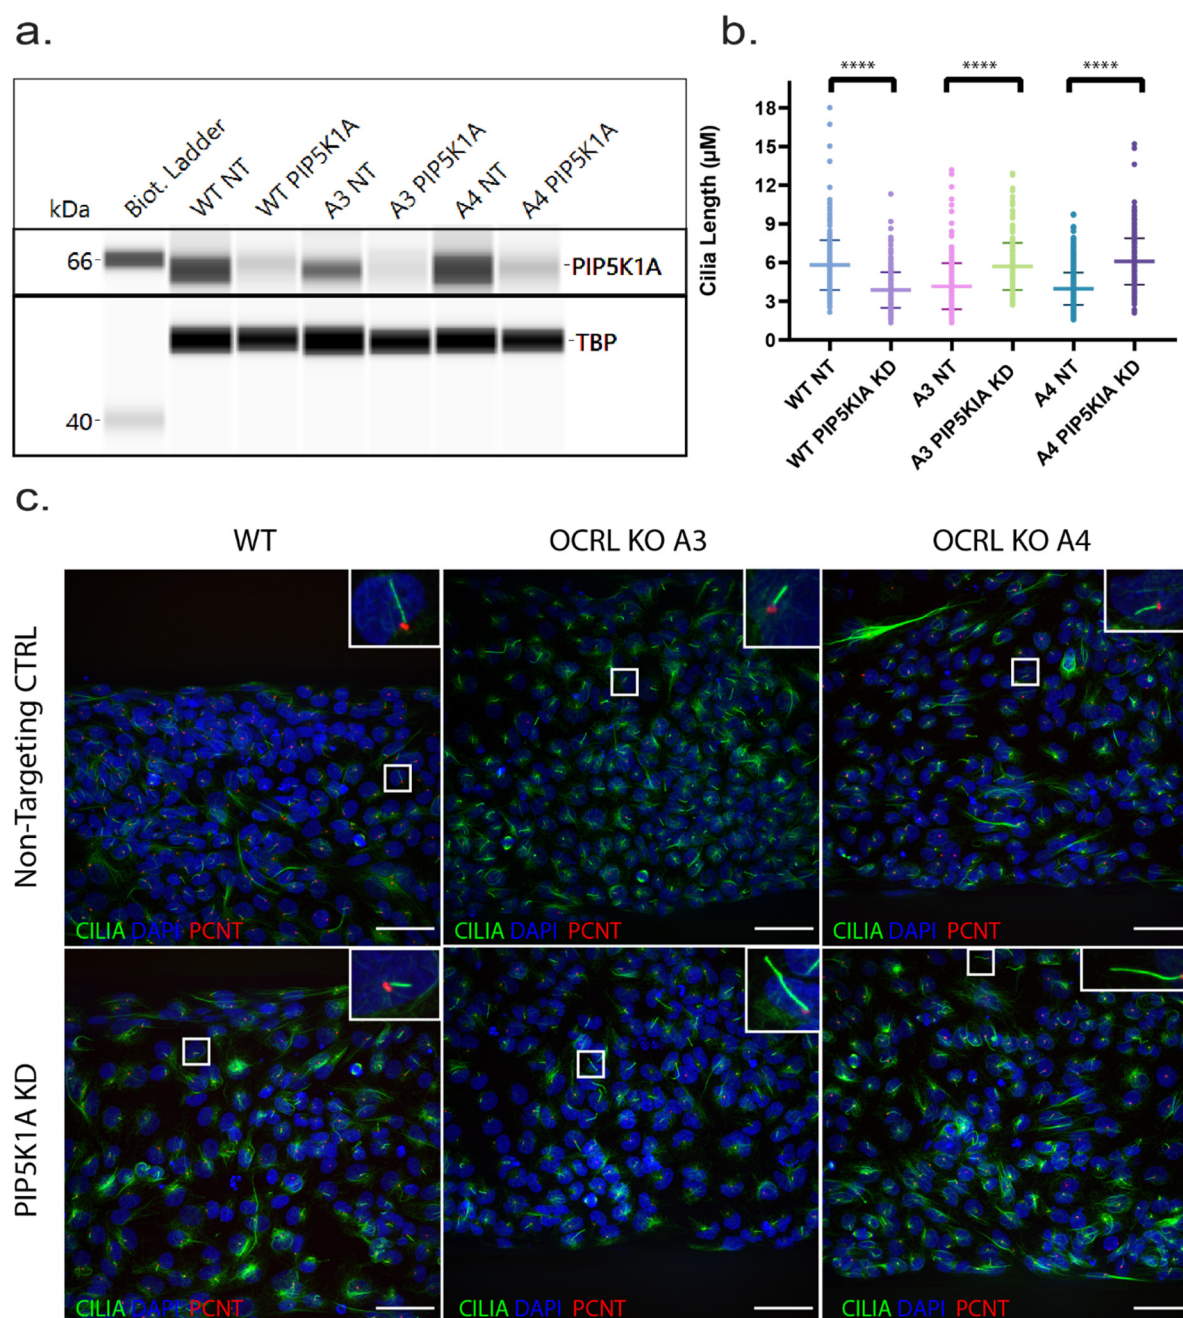 a.
kDa
Biot. Ladder
WT NT
WT PIP5K1A
A3 NT
A3 PIP5K1A
A4 NT
A4 PIP5K1A
66-
-PIP5K1A
-TBP
40-
b.
**** **** ****
Cilia Length (μM)
18
15
12
9
6
3
0
WT NT
WT PIP5KIA KD
A3 NT
A3 PIP5KIA KD
A4 NT
A4 PIP5KIA KD
c.
WT OCRL KO A3 OCRL KO A4
Non-Targeting CTRL
CILIA DAPI PCNT CILIA DAPI PCNT CILIA DAPI PCNT
PIP5K1A KD
CILIA DAPI PCNT CILIA DAPI PCNT CILIA DAPI PCNT